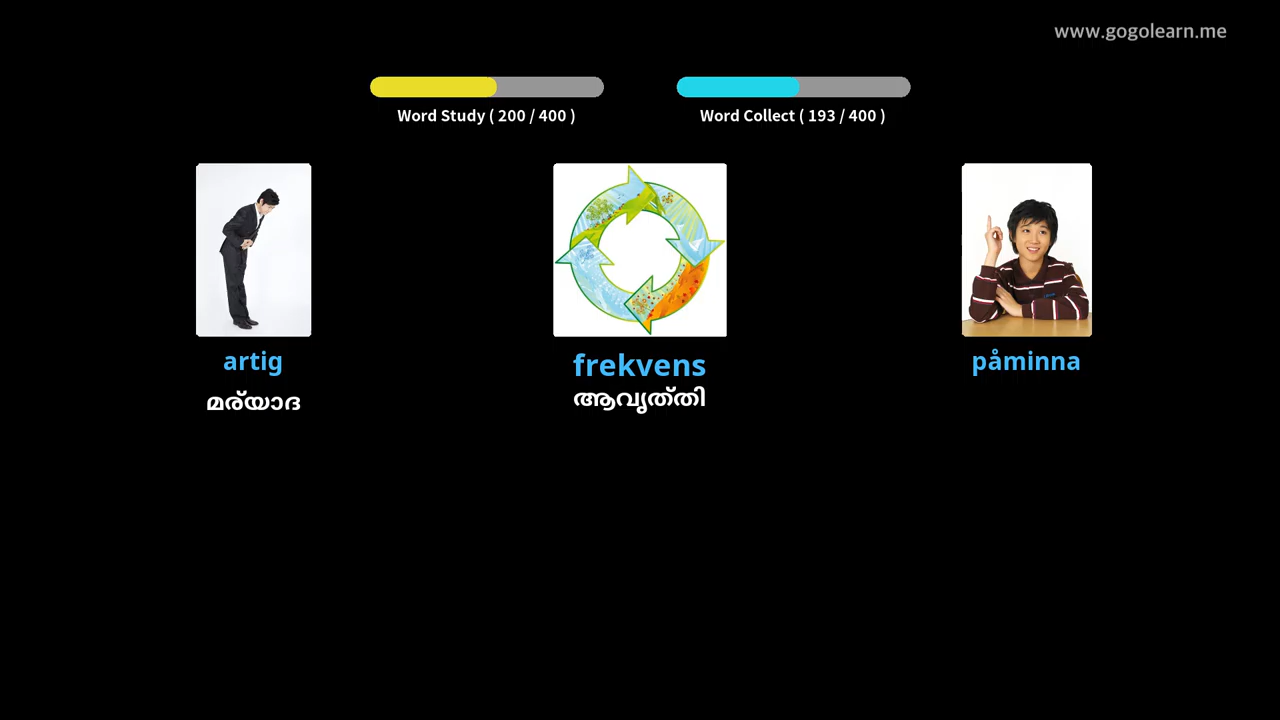 www.gogolearn.me
Word Study ( 200 / 400 )
Word Collect ( 193 / 400 )
artig
frekvens
påminna
മര്യാദ
ആവൃത്തി